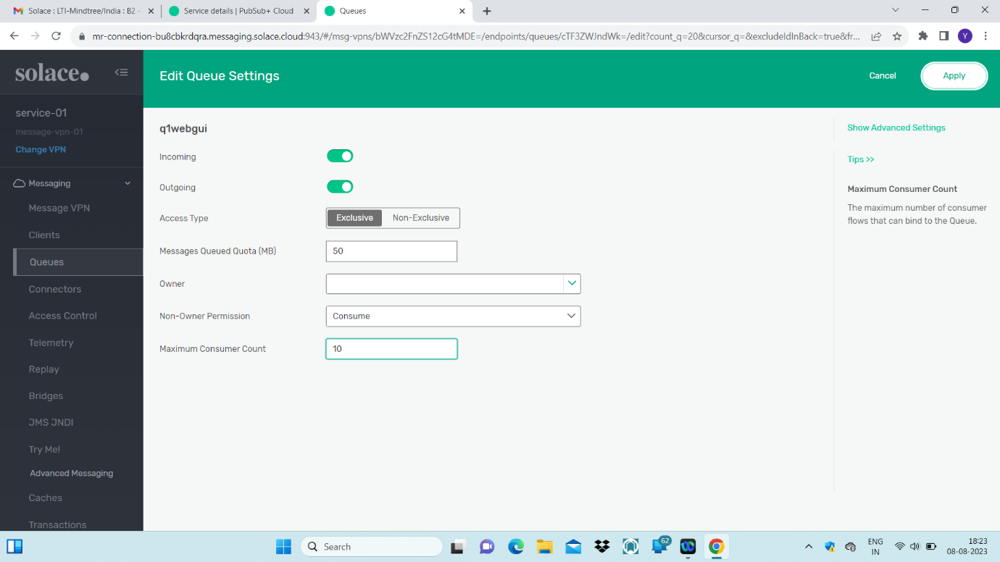 Solace : LTI-Mindtree/India : B2 -
Service details | PubSub+ Cloud
Queues
mr-connection-bu8cbkrdqra.messaging.solace.cloud:943/#/msg-vpns/bWVzc2FnZS12cG4tMDE=/endpoints/queues/cTF3ZWJndWk=/edit?count_q=20&cursor_q=&excludeIdInBack=true&fr...
Y
solace.
Edit Queue Settings
Cancel
Apply
service-01
message-vpn-01
Change VPN
Messaging
Message VPN
Clients
Queues
Connectors
Access Control
Telemetry
Replay
Bridges
JMS JNDI
Try Me!
Advanced Messaging
Caches
Transactions
q1webgui
Incoming
Outgoing
Access Type
Exclusive
Non-Exclusive
Messages Queued Quota (MB)
50
Owner
Non-Owner Permission
Consume
Maximum Consumer Count
10
Show Advanced Settings
Tips >>
Maximum Consumer Count
The maximum number of consumer
flows that can bind to the Queue.
Search
62
ENG
IN
18:23
08-08-2023